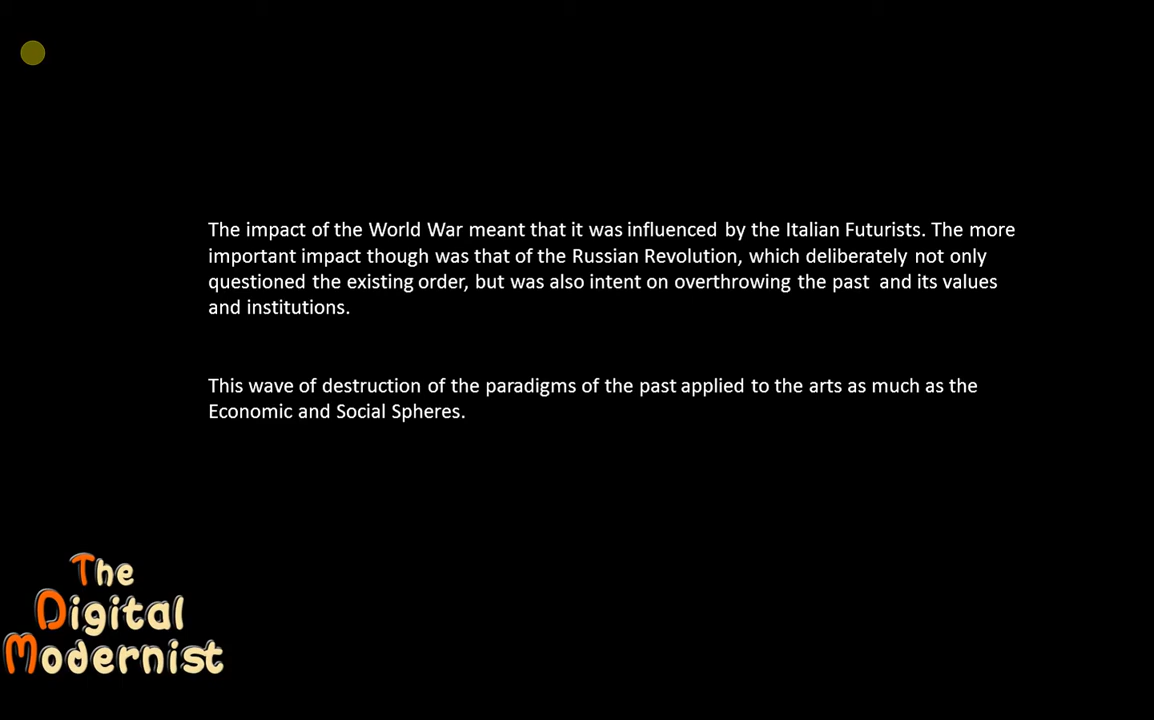 The impact of the World War meant that it was influenced by the Italian Futurists. The more
important impact though was that of the Russian Revolution, which deliberately not only
questioned the existing order, but was also intent on overthrowing the past  and its values
and institutions.
This wave of destruction of the paradigms of the past applied to the arts as much as the
Economic and Social Spheres.
The
Digital
Modernist